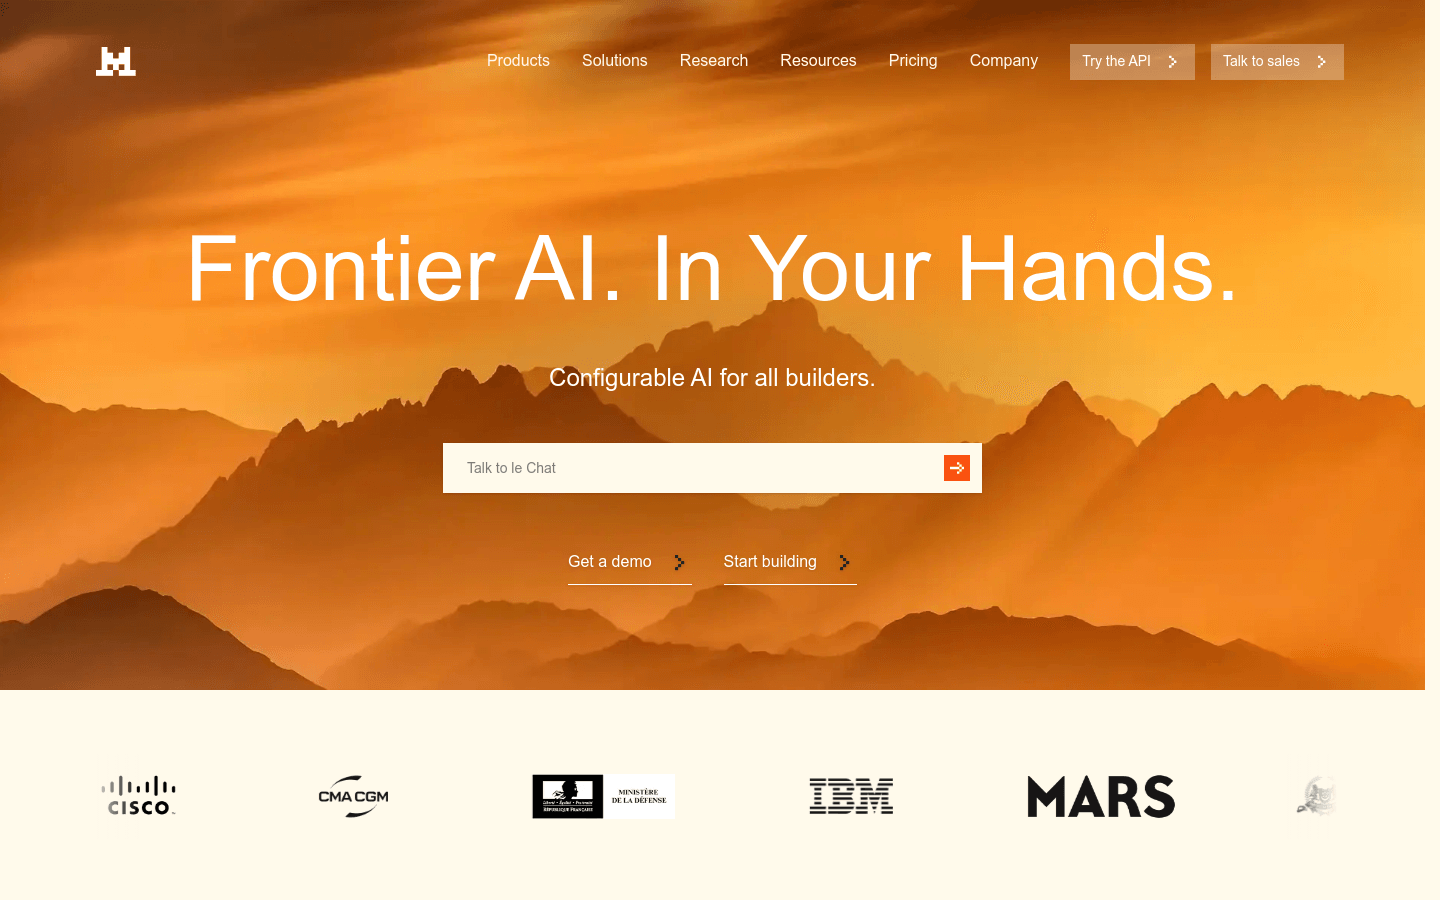 Products Solutions Research Resources Pricing Company Try the API Talk to sales
Frontier AI. In Your Hands.
Configurable AI for all builders.
Talk to le Chat
Get a demo Start building
CISCO
CMA CGM
Liberté • Égalité • Fraternité
RÉPUBLIQUE FRANÇAISE
MINISTÈRE
DE LA DÉFENSE
IBM
MARS